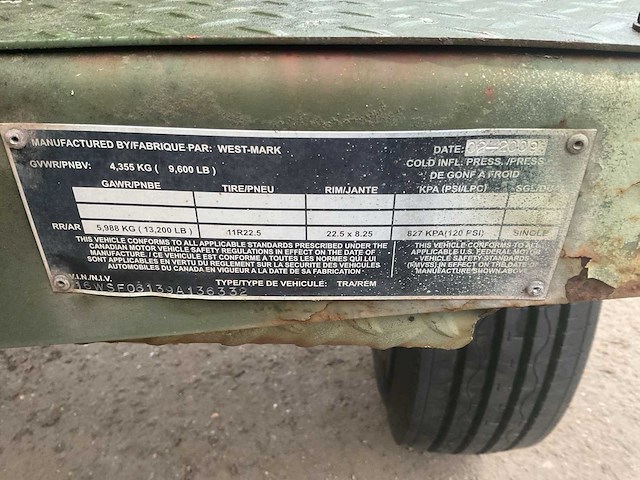 MANUFACTURED BY/FABRIQUE PAR: WEST-MARK DATE: 02-2009
GVWR/PNBV: 4,355 KG ( 9,600 LB ) COLD INFL. PRESS. /PRESS.
DE GONF A FROID
GAWR/PNBE TIRE/PNEU RIM/JANTE KPA (PSI/LPC) SGL/DU
RR/AR 5,988 KG ( 13,200 LB ) 11R22.5 22.5 x 8.25 827 KPA(120 PSI) SINGLE
THIS VEHICLE CONFORMS TO ALL APPLICABLE STANDARDS PRESCRIBED UNDER THE
CANADIAN MOTOR VEHICLE SAFETY REGULATIONS IN EFFECT ON THE DATE OF
MANUFACTURE. / CE VEHICULE EST CONFORME A TOUTES LES NORMES QUI LUI
SONT APPLICABLES EN VERTU DU REGLEMENT SUR LA SECURITE DES VEHICULES
AUTOMOBILES DU CANADA EN VIGUEUR A LA DATE DE SA FABRICATION
THIS VEHICLE CONFORMS TO ALL
APPLICABLE U.S. FEDERAL MOT
VEHICLE SAFETY STANDARDS
(FMVSS) IN EFFECT ON THE DATE
MANUFACTURE SHOWN ABOVE
V.I.N./N.I.V. TYPE/TYPE DE VEHICULE: TRA/REM